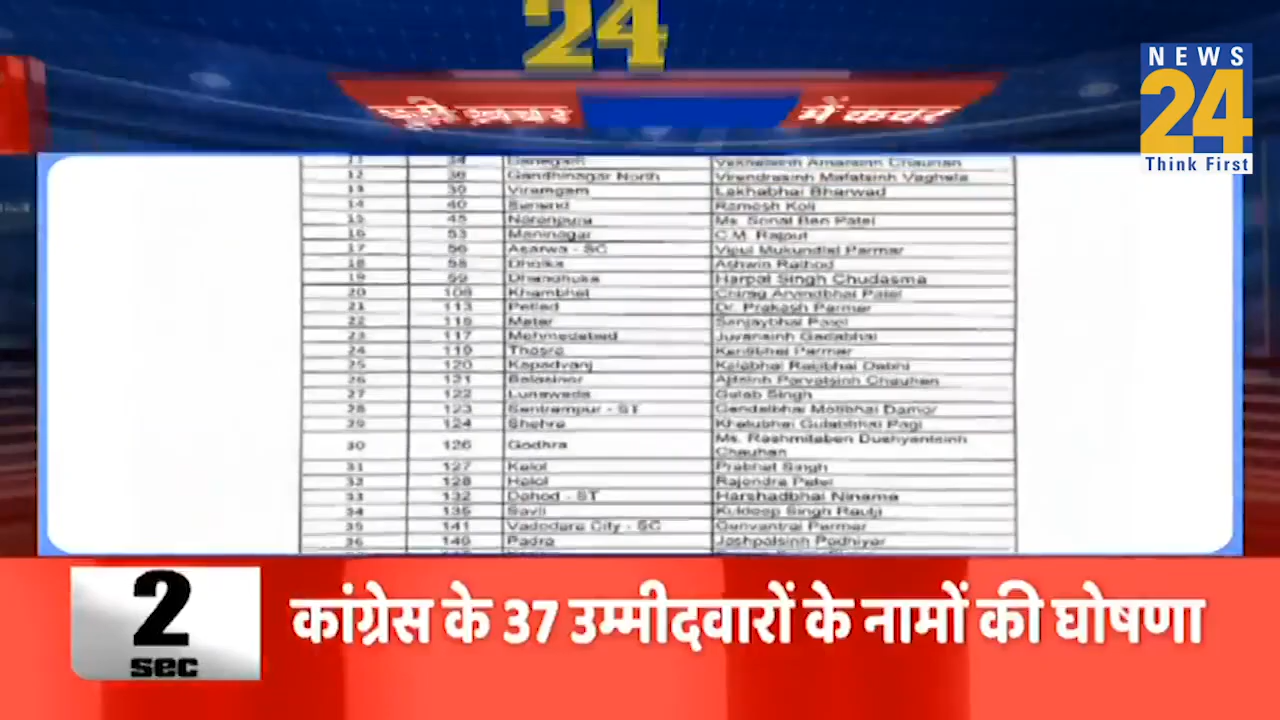 24
NEWS
24
Think First
में कवर
12 38 Gandhinagar North Virendrasinh Mafatsinh Vaghela
13 39 Viramgam Lakhabhai Bharwad
14 40 Sanand Ramesh Koli
15 45 Naranpura Ms. Sonal Ben Patel
16 53 Maninagar C.M. Rajput
17 56 Asarwa - SC Vipul Mukundlal Parmar
18 58 Dholka Ashwin Rathod
19 59 Dhandhuka Harpal Singh Chudasma
20 108 Khambhat Chirag Arvindbhai Patel
21 113 Petlad Dr. Prakash Parmar
22 115 Matar Sanjaybhai Patel
23 117 Mehmedabad Juvansinh Gadabhai
24 119 Thasra Kantibhai Parmar
25 120 Kapadvanj Kalabhai Raijibhai Dabhi
26 121 Balasinor Ajitsinh Parvatsinh Chauhan
27 122 Lunawada Gulab Singh
28 123 Santrampur - ST Gendalbhai Motibhai Damor
29 124 Shehra Khatubhai Gulabbhai Pagi
30 126 Godhra Ms. Rashmitaben Dushyantsinh
Chauhan
31 127 Kalol Prabhat Singh
32 128 Halol Rajendra Patel
33 132 Dahod - ST Harshadbhai Ninama
34 135 Savli Kuldeep Singh Raulji
35 141 Vadodara City - SC Gunvantrai Parmar
36 146 Padra Jashpalsinh Padhiyar
2
sec
कांग्रेस के 37 उम्मीदवारों के नामों की घोषणा